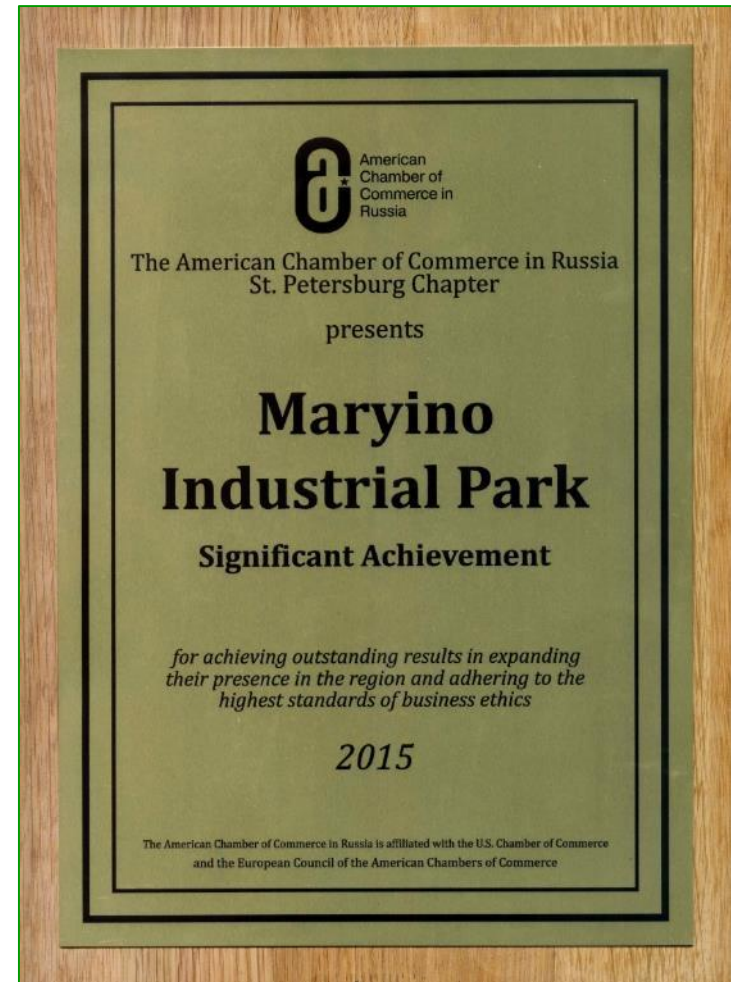 American
Chamber of
Commerce in
Russia
The American Chamber of Commerce in Russia
St. Petersburg Chapter
presents
Maryino
Industrial Park
Significant Achievement
for achieving outstanding results in expanding
their presence in the region and adhering to the
highest standards of business ethics
2015
The American Chamber of Commerce in Russia is affiliated with the U.S. Chamber of Commerce
and the European Council of the American Chambers of Commerce